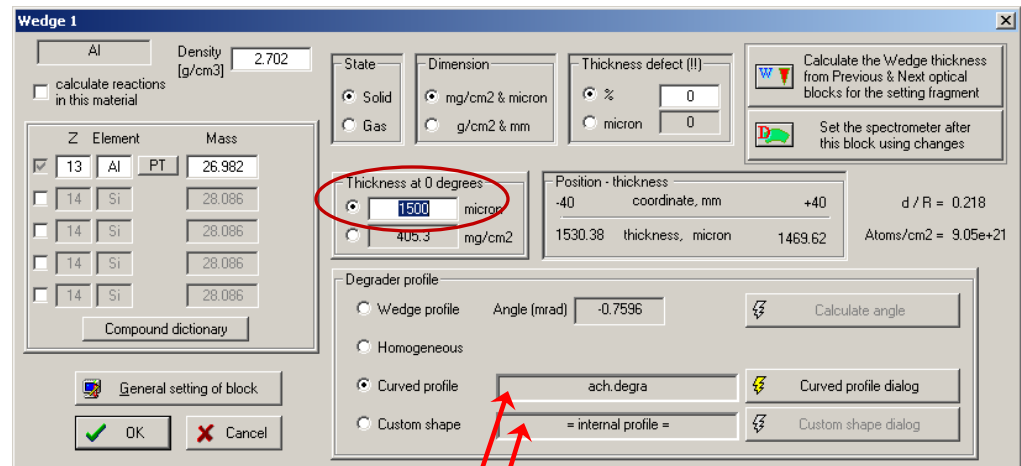 Wedge 1
Al
Density
[g/cm3]
2.702
calculate reactions
in this material
Z Element Mass
13 Al PT 26.982
14 Si 28.086
14 Si 28.086
14 Si 28.086
14 Si 28.086
Compound dictionary
General setting of block
OK
Cancel
State
Solid
Gas
Dimension
mg/cm2 & micron
g/cm2 & mm
Thickness defect (!!)
% 0
micron 0
Calculate the Wedge thickness
from Previous & Next optical
blocks for the setting fragment
Set the spectrometer after
this block using changes
Thickness at 0 degrees
1500 micron
405.3 mg/cm2
Position - thickness
-40 coordinate, mm +40
1530.38 thickness, micron 1469.62
d / R = 0.218
Atoms/cm2 = 9.05e+21
Degrader profile
Wedge profile Angle (mrad) -0.7596 Calculate angle
Homogeneous
Curved profile ach.degra Curved profile dialog
Custom shape = internal profile = Custom shape dialog